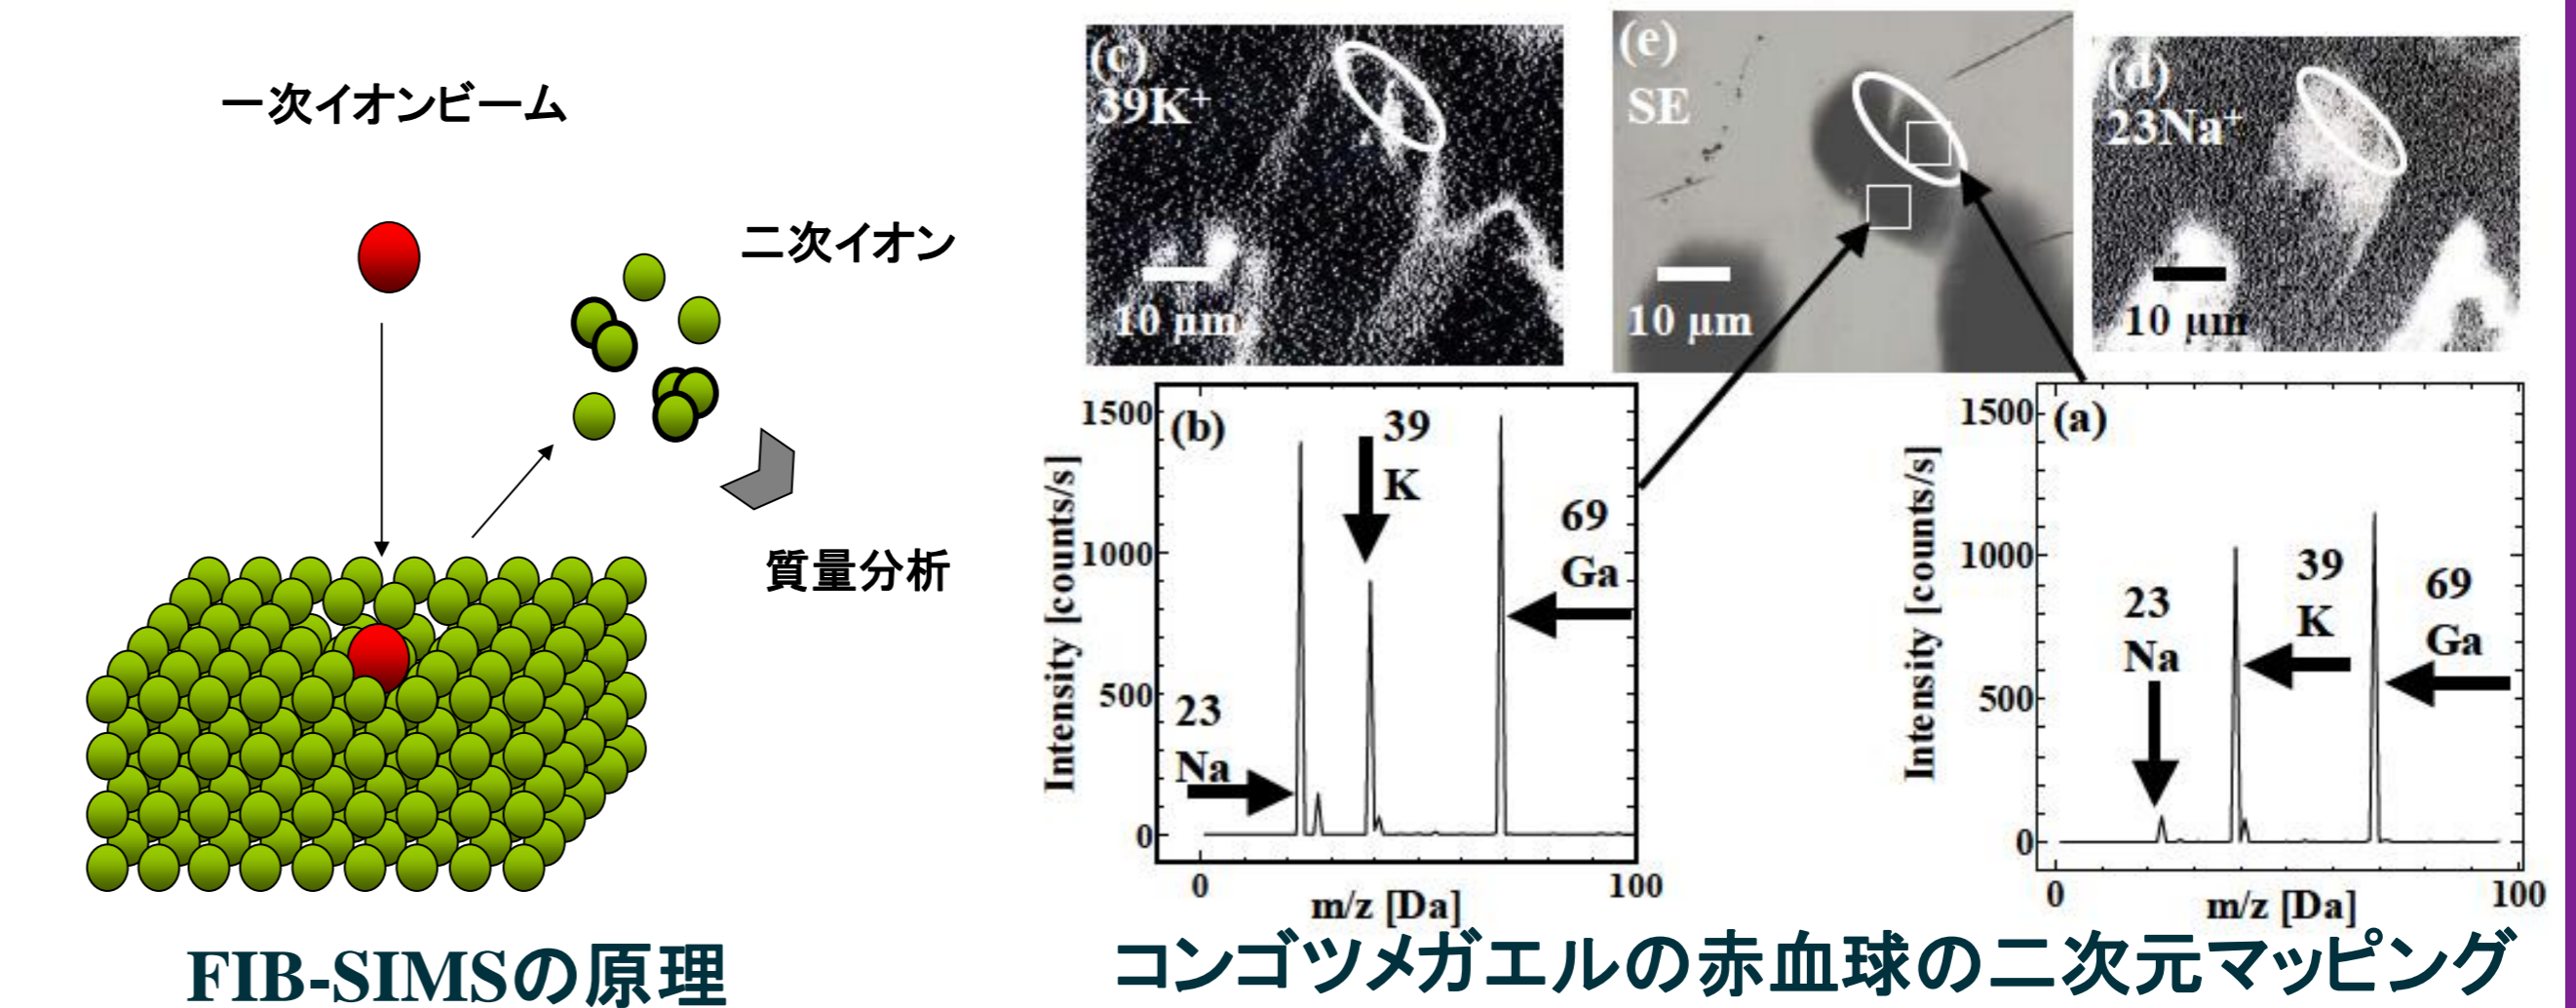 一次イオンビーム
二次イオン
質量分析
FIB-SIMSの原理
(c)
39K+
10 μm
(e)
SE
10 μm
(d)
23Na+
10 μm
(b)
Intensity [counts/s]
1500
1000
500
0
23
Na
39
K
69
Ga
0
100
m/z [Da]
(a)
Intensity [counts/s]
1500
1000
500
0
23
Na
39
K
69
Ga
0
100
m/z [Da]
コンゴツメガエルの赤血球の二次元マッピング